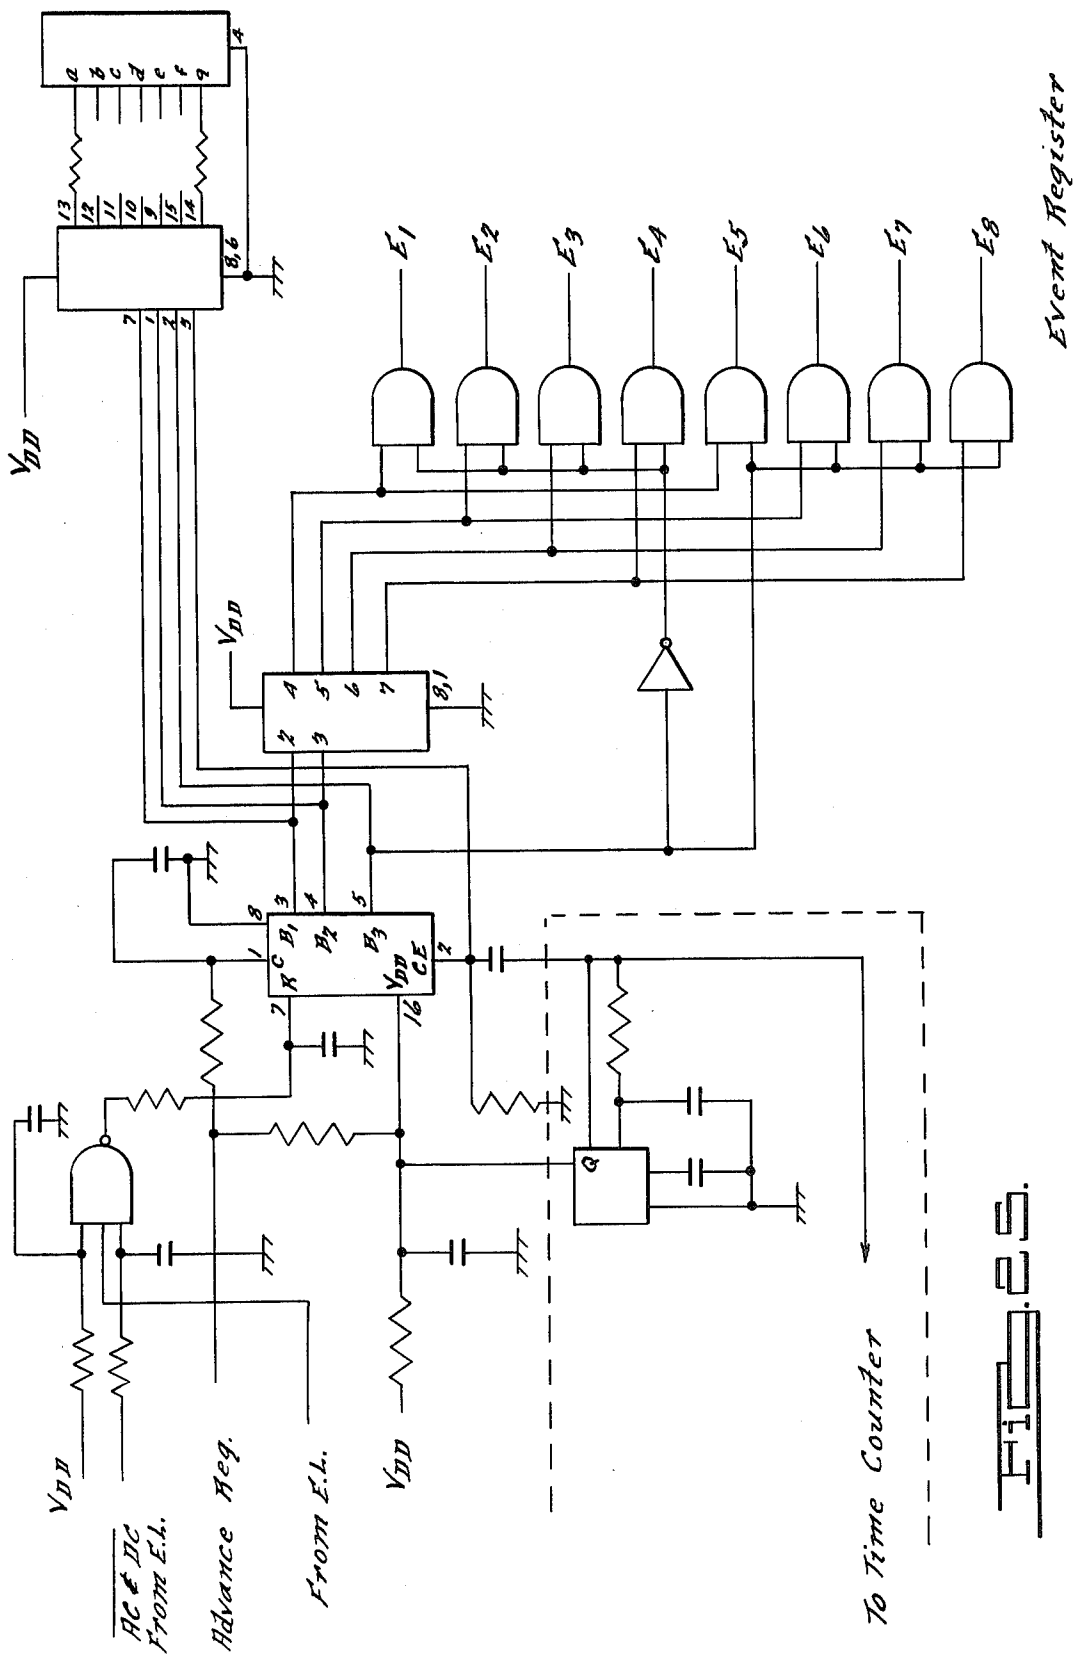 a
b
c
d
e
f
g
4
13
12
11
10
9
15
14
8,6
7
1
2
3
VDD
E1
E2
E3
E4
E5
E6
E7
E8
VDD
4
5
6
7
8,1
2
3
8
1
3
4
5
C
R
B1
B2
B3
VDD
CE
7
16
2
Q
VDD
AC & DC
From E.L.
Advance Reg.
From E.L.
VDD
To Time Counter
Event Register
Fig. 25.